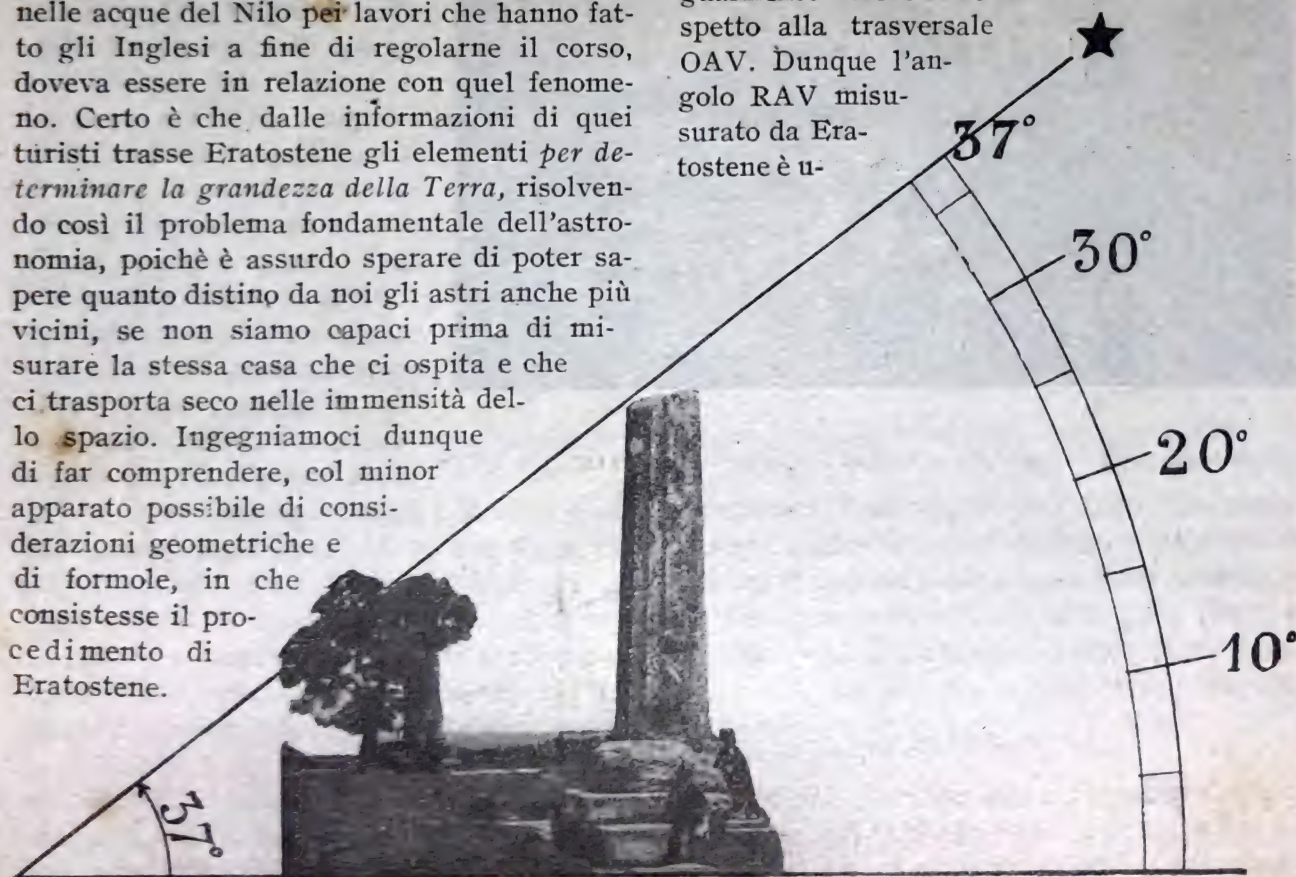 nelle acque del Nilo pei lavori che hanno fat-
to gli Inglesi a fine di regolarne il corso,
doveva essere in relazione con quel fenome-
no. Certo è che dalle informazioni di quei
turisti trasse Eratostene gli elementi per de-
terminare la grandezza della Terra, risolven-
do così il problema fondamentale dell'astro-
nomia, poichè è assurdo sperare di poter sa-
pere quanto distino da noi gli astri anche più
vicini, se non siamo capaci prima di mi-
surare la stessa casa che ci ospita e che
ci trasporta seco nelle immensità del-
lo spazio. Ingegniamoci dunque
di far comprendere, col minor
apparato possibile di consi-
derazioni geometriche e
di formole, in che
consistesse il pro-
cedimento di
Eratostene.
spetto alla trasversale
OAV. Dunque l'an-
golo RAV misu-
surato da Era-
tostene è u-
37°
30°
20°
10°
37°